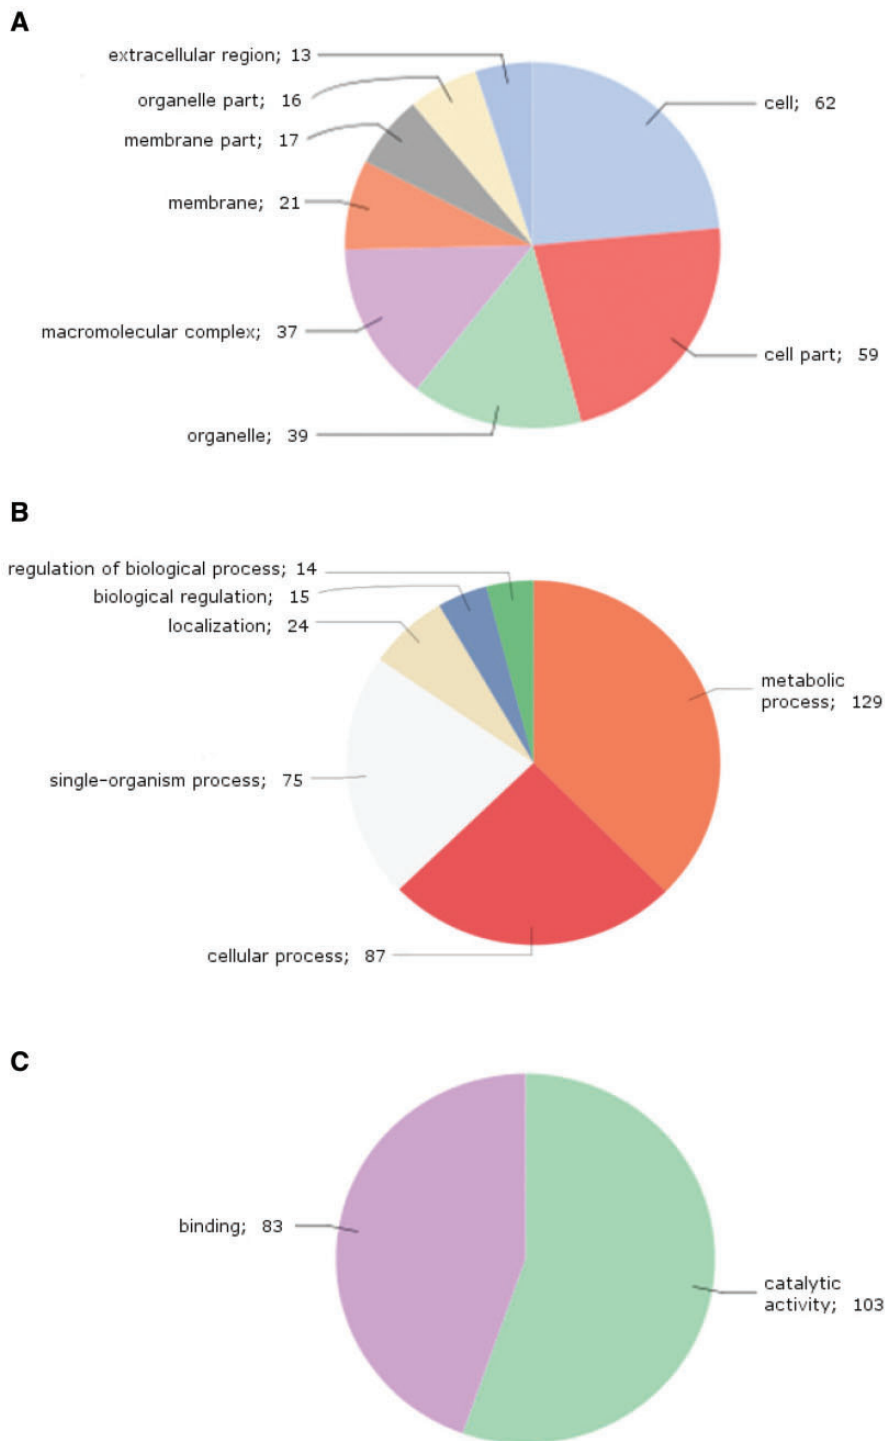 A
extracellular region; 13
organelle part; 16
cell; 62
membrane part; 17
membrane; 21
macromolecular complex; 37
cell part; 59
organelle; 39
B
regulation of biological process; 14
biological regulation; 15
localization; 24
metabolic
process; 129
single-organism process; 75
cellular process; 87
C
binding; 83
catalytic
activity; 103